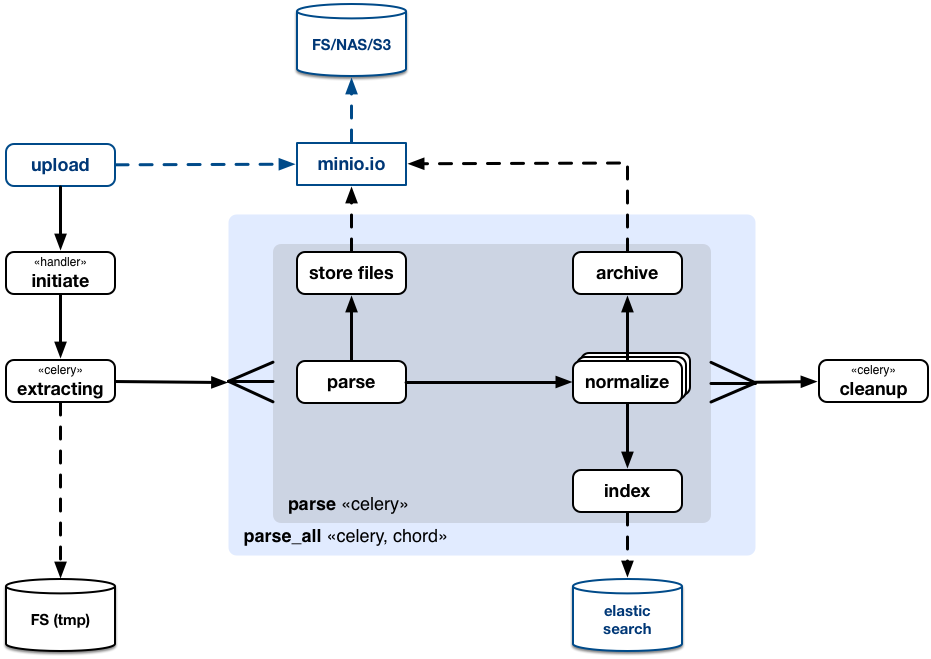 FS/NAS/S3
upload
minio.io
«handler»
initiate
store files
archive
«celery»
extracting
parse
normalize
«celery»
cleanup
index
parse «celery»
parse_all «celery, chord»
FS (tmp)
elastic
search